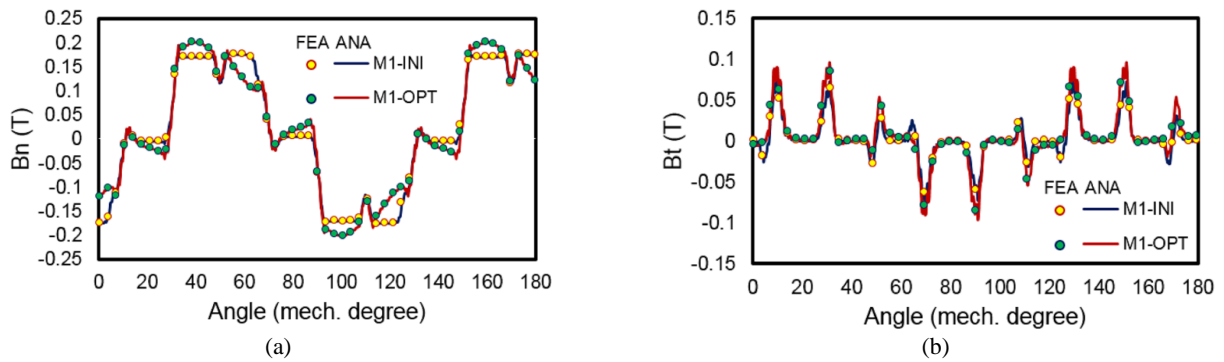 0.25
0.2
0.15
0.1
0.05
0
-0.05
-0.1
-0.15
-0.2
-0.25
Bn (T)
FEA ANA
M1-INI
M1-OPT
0 20 40 60 80 100 120 140 160 180
Angle (mech. degree)
(a)
0.15
0.1
0.05
0
-0.05
-0.1
-0.15
Bt (T)
FEA ANA
M1-INI
M1-OPT
0 20 40 60 80 100 120 140 160 180
Angle (mech. degree)
(b)